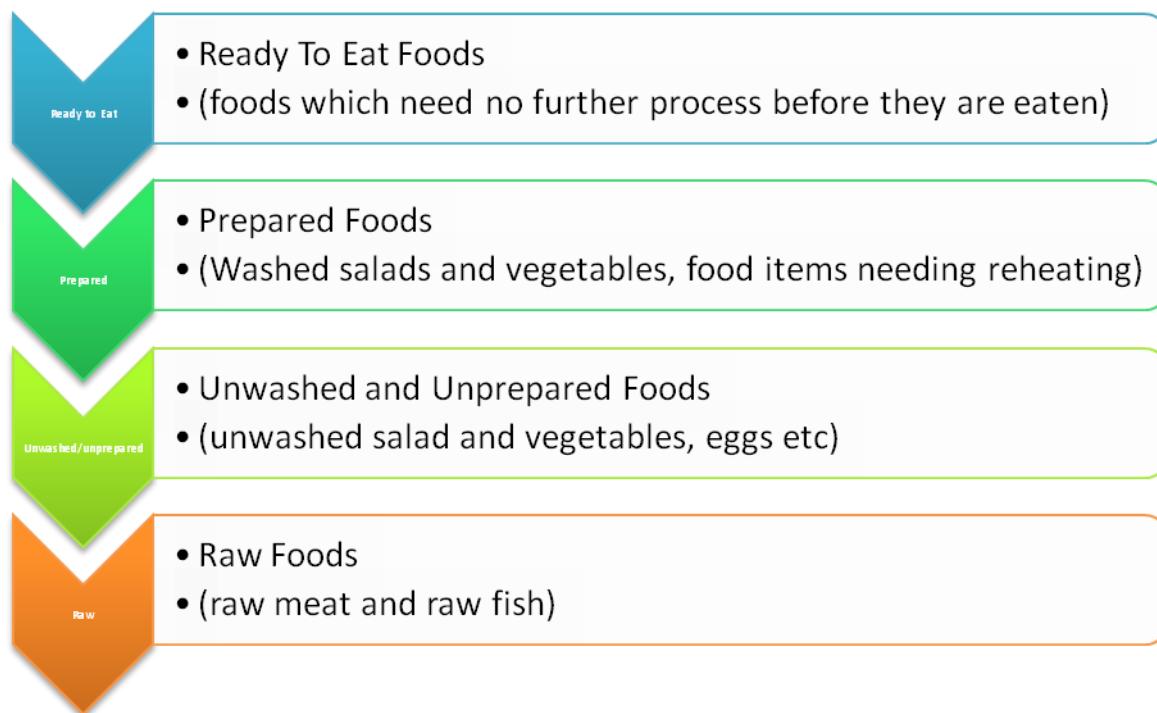 Ready to Eat
• Ready To Eat Foods
• (foods which need no further process before they are eaten)
Prepared
• Prepared Foods
• (Washed salads and vegetables, food items needing reheating)
Unwashed/unprepared
• Unwashed and Unprepared Foods
• (unwashed salad and vegetables, eggs etc)
Raw
• Raw Foods
• (raw meat and raw fish)